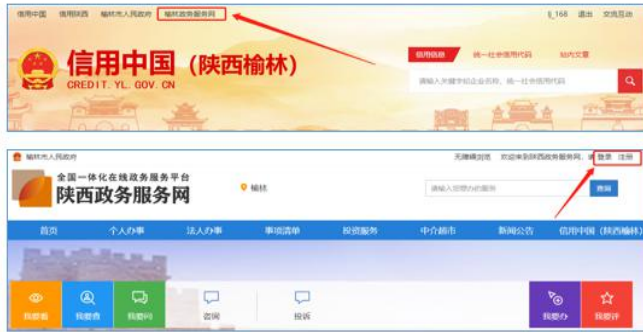 信用中国 信用陕西 榆林市人民政府 榆林政务服务网
lj_168 退出 交流互动
信用中国(陕西榆林)
CREDIT. YL. GOV. CN
信用信息 统一社会信用代码 站内文章
请输入关键字如企业名称、统一社会信用代码
榆林市人民政府
无障碍浏览 欢迎来到陕西政务服务网,请 登录 注册
全国一体化在线政务服务平台
陕西政务服务网
榆林
请输入您想办的服务
查询
首页 个人办事 法人办事 事项清单 投资服务 中介超市 新闻公告 信用中国(陕西榆林)
我要看 我要查 我要问 咨询 投诉 我要办 我要评